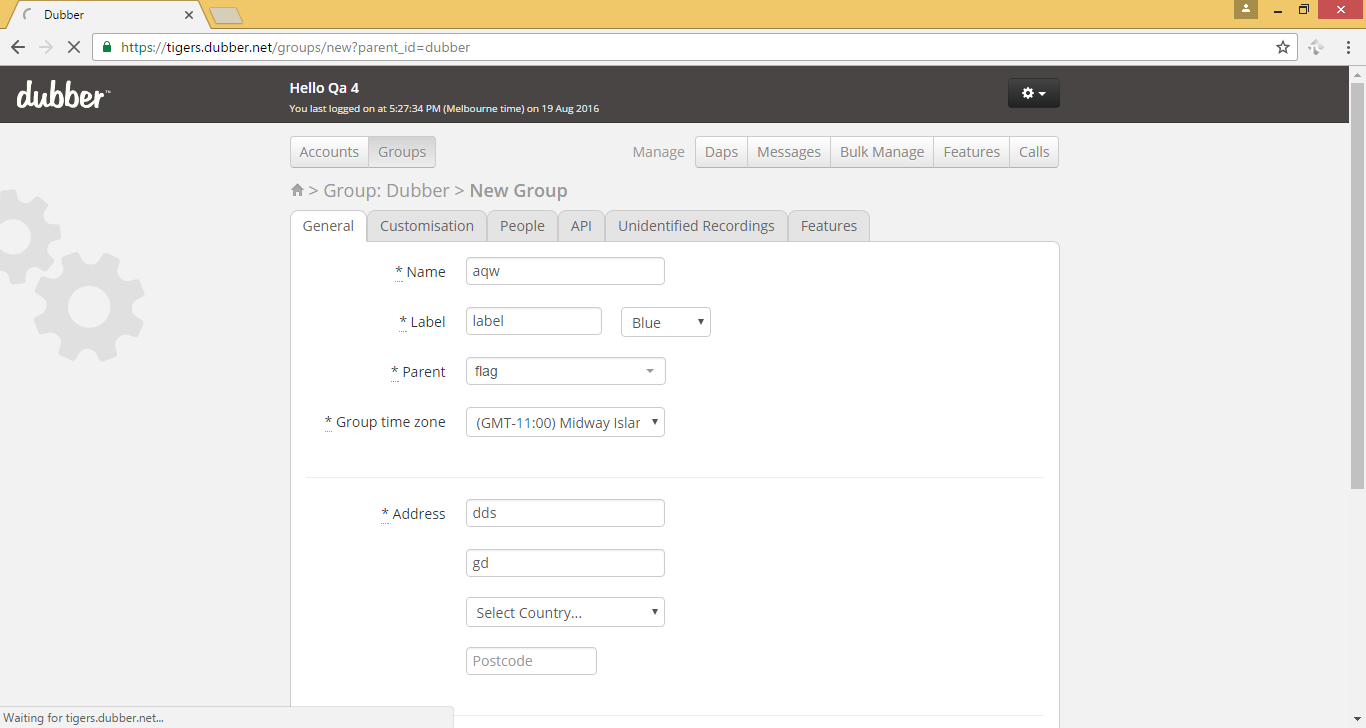 Dubber
https://tigers.dubber.net/groups/new?parent_id=dubber
dubber™
Hello Qa 4
You last logged on at 5:27:34 PM (Melbourne time) on 19 Aug 2016
Accounts Groups Manage Daps Messages Bulk Manage Features Calls
> Group: Dubber > New Group
General Customisation People API Unidentified Recordings Features
* Name aqw
* Label label Blue
* Parent flag
* Group time zone (GMT-11:00) Midway Islar
* Address dds
gd
Select Country...
Postcode
Waiting for tigers.dubber.net...